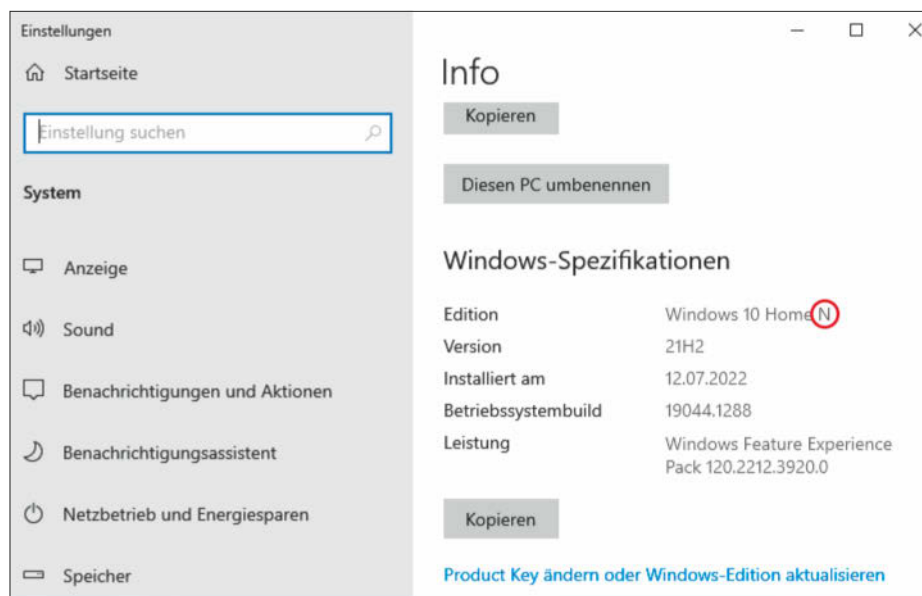 Einstellungen
Startseite
Einstellung suchen
System
Anzeige
Sound
Benachrichtigungen und Aktionen
Benachrichtigungsassistent
Netzbetrieb und Energiesparen
Speicher
Info
Kopieren
Diesen PC umbenennen
Windows-Spezifikationen
Edition Windows 10 Home N
Version 21H2
Installiert am 12.07.2022
Betriebssystembuild 19044.1288
Leistung Windows Feature Experience
Pack 120.2212.3920.0
Kopieren
Product Key ändern oder Windows-Edition aktualisieren